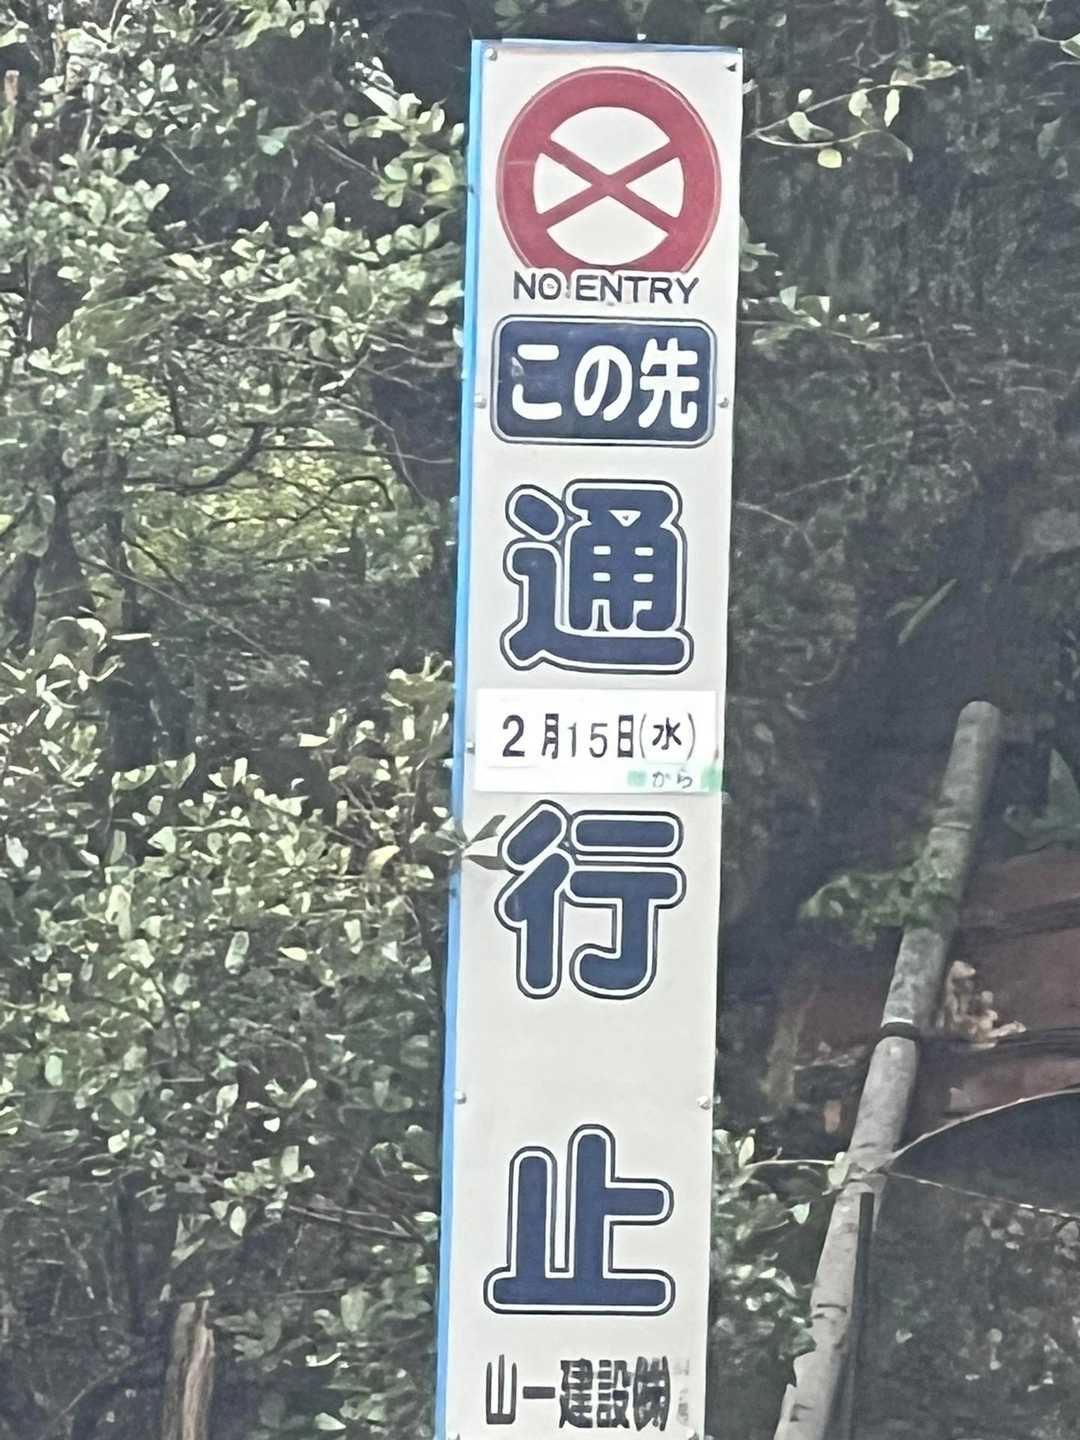 NO ENTRY
この先
通
2月15日(水)
から
行
止
山一建設㈱